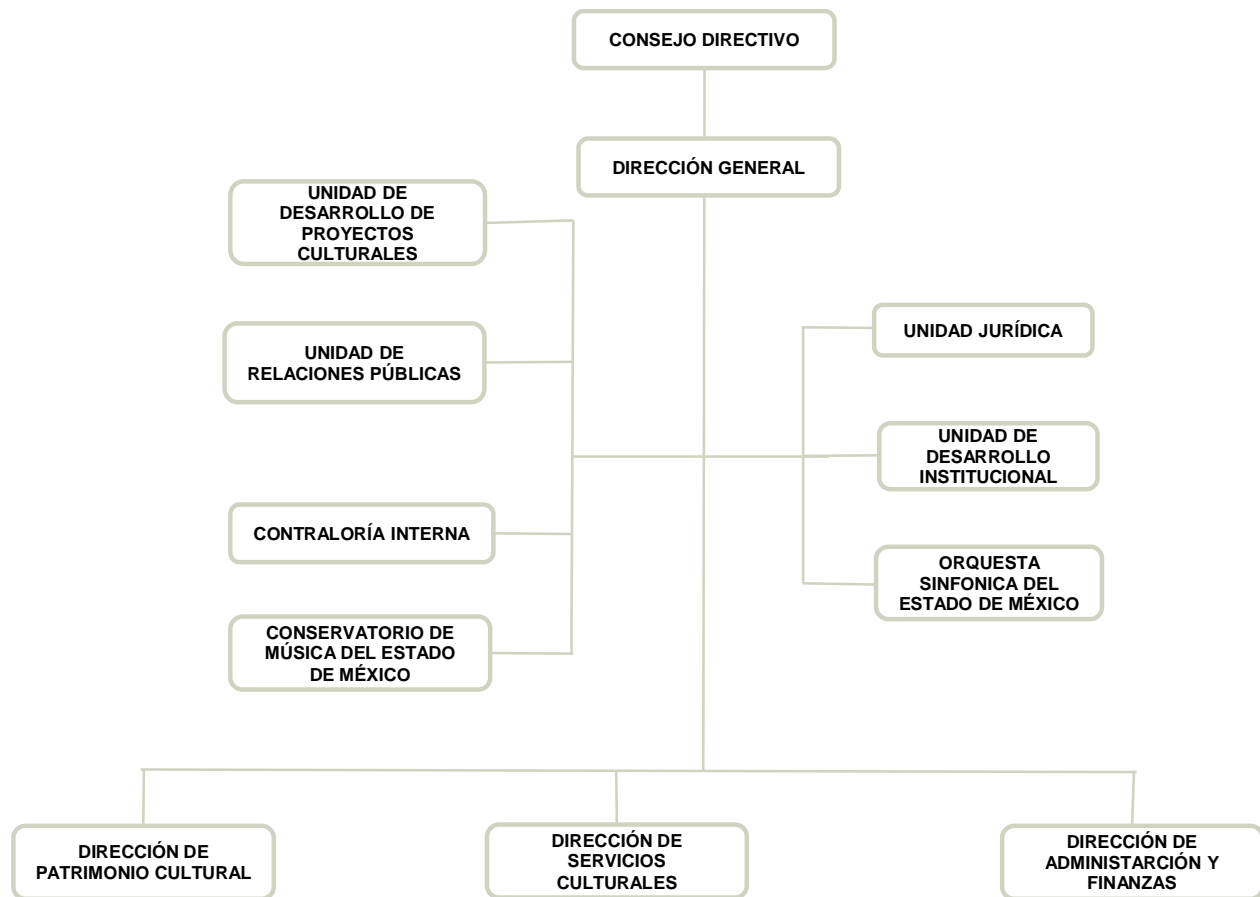 CONSEJO DIRECTIVO
DIRECCIÓN GENERAL
UNIDAD DE
DESARROLLO DE
PROYECTOS
CULTURALES
UNIDAD DE
RELACIONES PÚBLICAS
CONTRALORÍA INTERNA
CONSERVATORIO DE
MÚSICA DEL ESTADO
DE MÉXICO
UNIDAD JURÍDICA
UNIDAD DE
DESARROLLO
INSTITUCIONAL
ORQUESTA
SINFONICA DEL
ESTADO DE MÉXICO
DIRECCIÓN DE
PATRIMONIO CULTURAL
DIRECCIÓN DE
SERVICIOS
CULTURALES
DIRECCIÓN DE
ADMINISTARCIÓN Y
FINANZAS